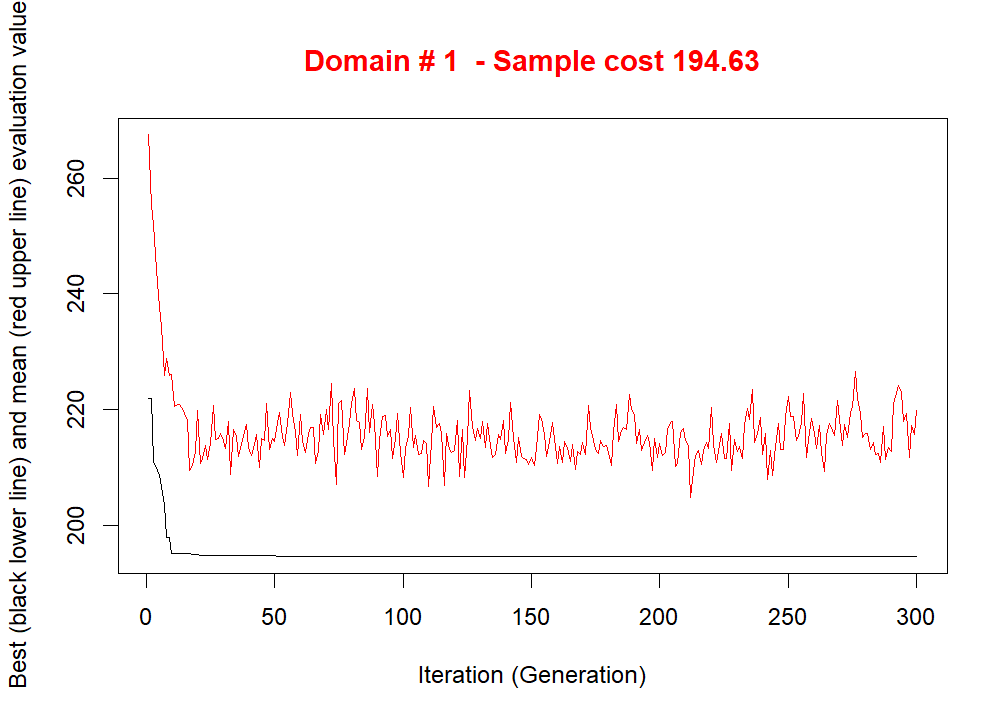 Domain # 1  - Sample cost 194.63
Best (black lower line) and mean (red upper line) evaluation value
260
240
220
200
0 50 100 150 200 250 300
Iteration (Generation)